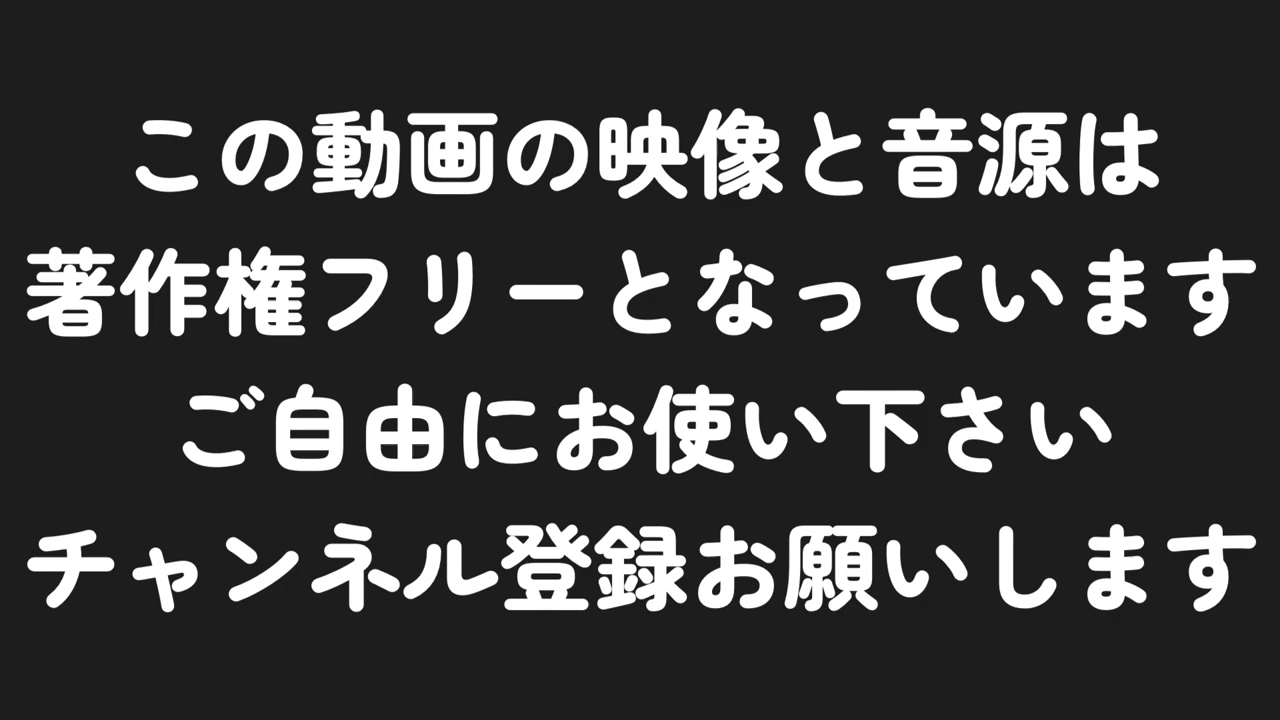 この動画の映像と音源は
著作権フリーとなっています
ご自由にお使い下さい
チャンネル登録お願いします